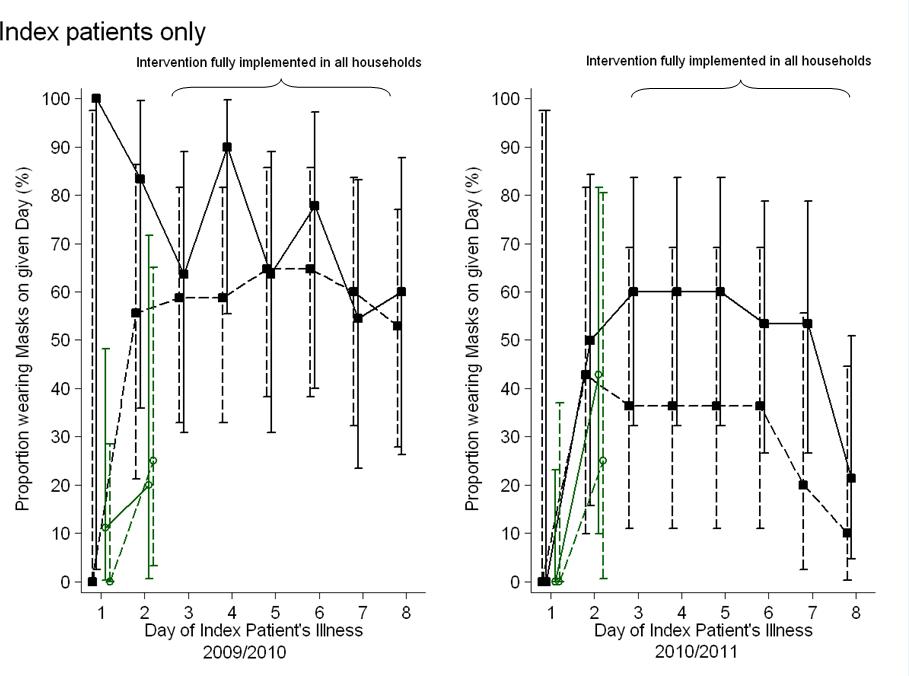 Index patients only
Intervention fully implemented in all households
Proportion wearing Masks on given Day (%)
100
90
80
70
60
50
40
30
20
10
0
1 2 3 4 5 6 7 8
Day of Index Patient's Illness
2009/2010
Intervention fully implemented in all households
Proportion wearing Masks on given Day (%)
100
90
80
70
60
50
40
30
20
10
0
1 2 3 4 5 6 7 8
Day of Index Patient's Illness
2010/2011